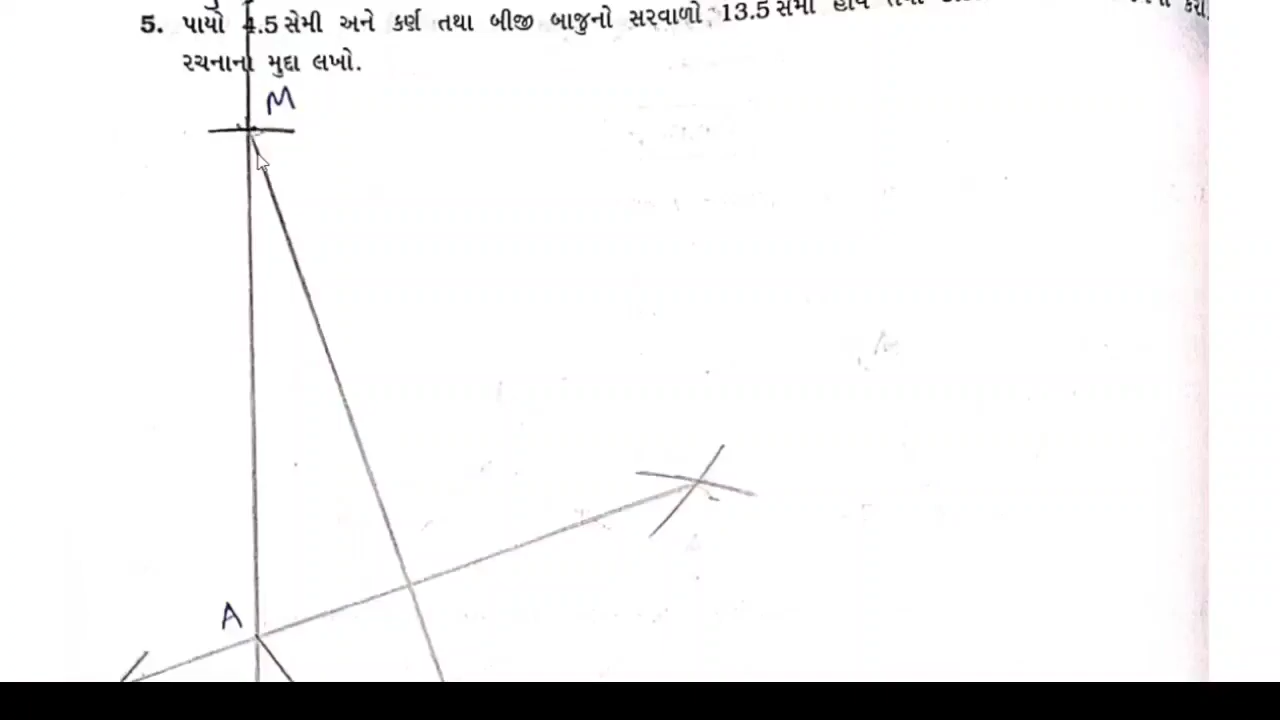 5. પાયો 4.5 સેમી અને કર્ણ તથા બીજી બાજુનો સરવાળો 13.5 સેમી હોય તેવા
રચનાના મુદ્દા લખો.
M
A